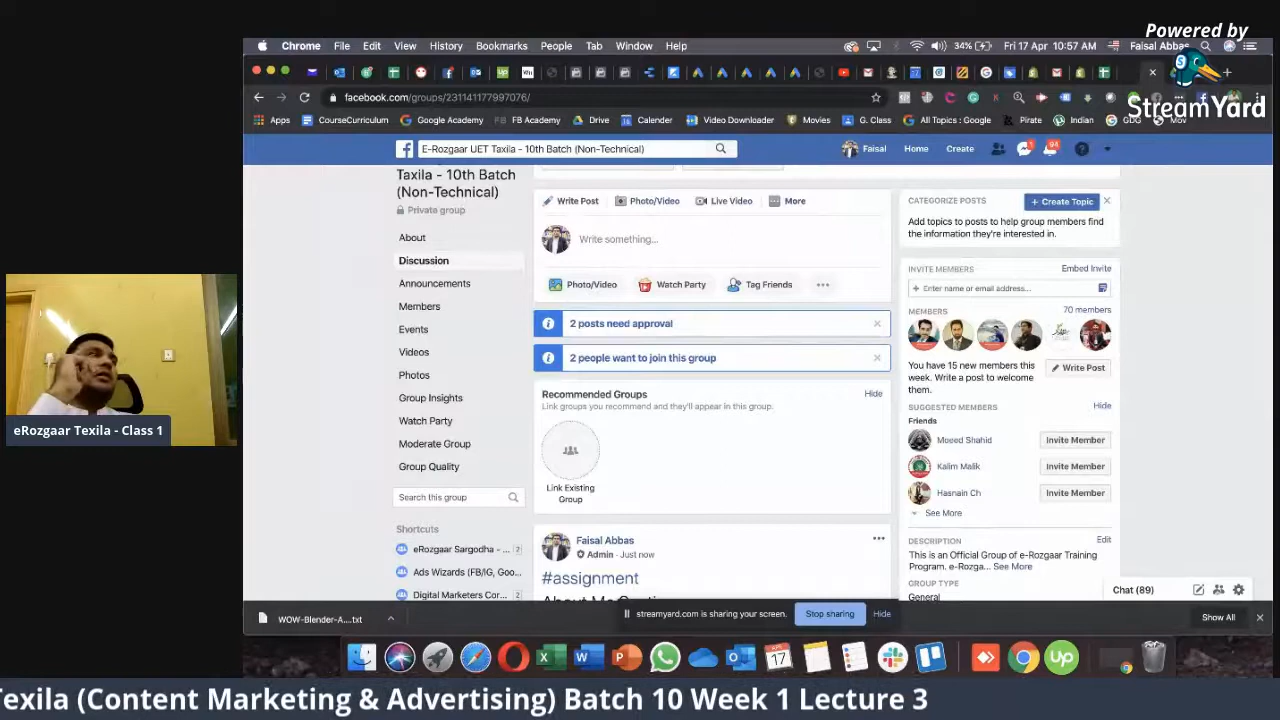 Powered by
StreamYard
Chrome File Edit View History Bookmarks People Tab Window Help
34% Fri 17 Apr 10:57 AM Faisal Abbas
facebook.com/groups/231141177997076/
Apps CourseCurriculum Google Academy FB Academy Drive Calender Video Downloader Movies G. Class All Topics : Google Pirate Indian GDG Mov
E-Rozgaar UET Taxila - 10th Batch (Non-Technical)
Faisal Home Create 94
Taxila - 10th Batch
(Non-Technical)
Private group
About
Discussion
Announcements
Members
Events
Videos
Photos
Group Insights
Watch Party
Moderate Group
Group Quality
Search this group
Shortcuts
eRozgaar Sargodha - ... 2
Ads Wizards (FB/IG, Goo...
Digital Marketers Cor... 2
Write Post Photo/Video Live Video More
Write something...
Photo/Video Watch Party Tag Friends
2 posts need approval
2 people want to join this group
Recommended Groups Hide
Link groups you recommend and they'll appear in this group.
Link Existing
Group
Faisal Abbas
Admin · Just now
#assignment
CATEGORIZE POSTS + Create Topic
Add topics to posts to help group members find
the information they're interested in.
INVITE MEMBERS Embed Invite
+ Enter name or email address...
MEMBERS 70 members
You have 15 new members this
week. Write a post to welcome
them.
Write Post
SUGGESTED MEMBERS Hide
Friends
Moeed Shahid Invite Member
Kalim Malik Invite Member
Hasnain Ch Invite Member
See More
DESCRIPTION Edit
This is an Official Group of e-Rozgaar Training
Program. e-Rozga... See More
GROUP TYPE
General
Chat (89)
streamyard.com is sharing your screen. Stop sharing Hide
WOW-Blender-A....txt
Show All
17
Up
eRozgaar Texila - Class 1
Texila (Content Marketing & Advertising) Batch 10 Week 1 Lecture 3